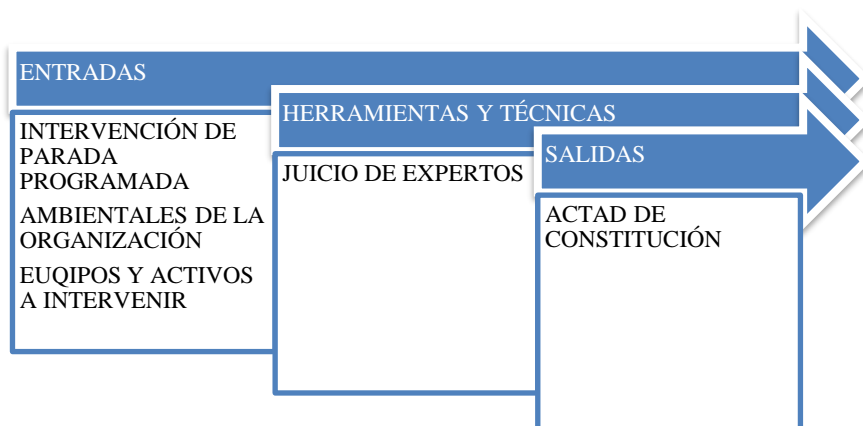 ENTRADAS
INTERVENCIÓN DE
PARADA
PROGRAMADA
AMBIENTALES DE LA
ORGANIZACIÓN
EUQIPOS Y ACTIVOS
A INTERVENIR
HERRAMIENTAS Y TÉCNICAS
JUICIO DE EXPERTOS
SALIDAS
ACTAD DE
CONSTITUCIÓN